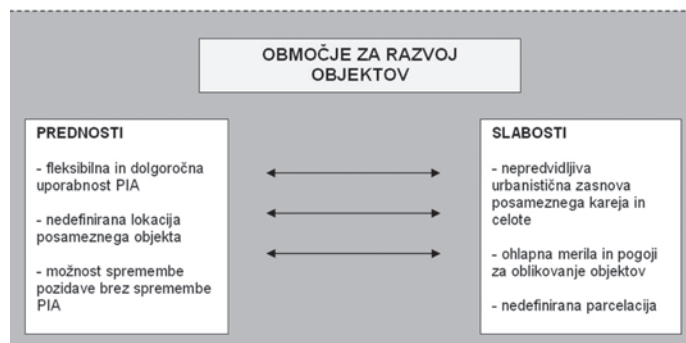 OBMOČJE ZA RAZVOJ
OBJEKTOV
PREDNOSTI
- fleksibilna in dolgoročna
uporabnost PIA
- nedefinirana lokacija
posameznega objekta
- možnost spremembe
pozidave brez spremembe
PIA
SLABOSTI
- nepredvidljiva
urbanistična zasnova
posameznega kareja in
celote
- ohlapna merila in pogoji
za oblikovanje objektov
- nedefinirana parcelacija